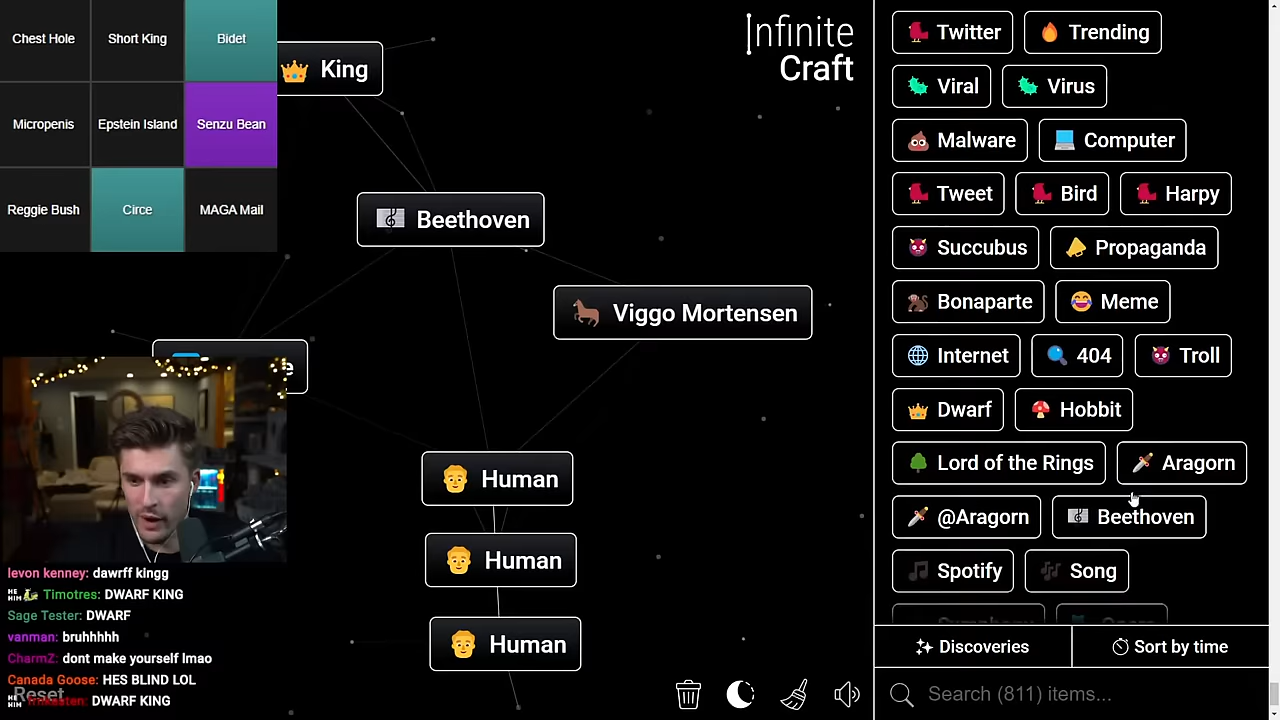 Chest Hole
Short King
Bidet
Micropenis
Epstein Island
Senzu Bean
Reggie Bush
Circe
MAGA Mail
King
Beethoven
Viggo Mortensen
Human
Human
Human
Infinite
Craft
Twitter
Trending
Viral
Virus
Malware
Computer
Tweet
Bird
Harpy
Succubus
Propaganda
Bonaparte
Meme
Internet
404
Troll
Dwarf
Hobbit
Lord of the Rings
Aragorn
@Aragorn
Beethoven
Spotify
Song
Discoveries
Sort by time
Search (811) items...
levon kenney: dawrff kingg
HE HIM Timotres: DWARF KING
Sage Tester: DWARF
vanman: bruhhhhh
CharmZ: dont make yourself lmao
Canada Goose: HES BLIND LOL
HE HIM DWARF KING
Reset